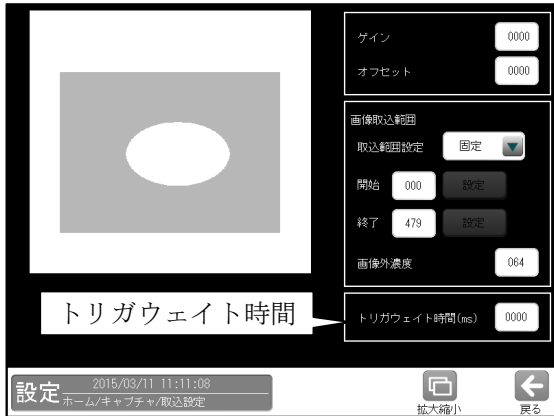 ゲイン 0000
オフセット 0000
画像取込範囲
取込範囲設定 固定
開始 000 設定
終了 479 設定
画像外濃度 064
トリガウェイト時間
トリガウェイト時間(ms) 0000
設定 2015/03/11 11:11:08
ホーム/キャプチャ/取込設定
拡大縮小 戻る